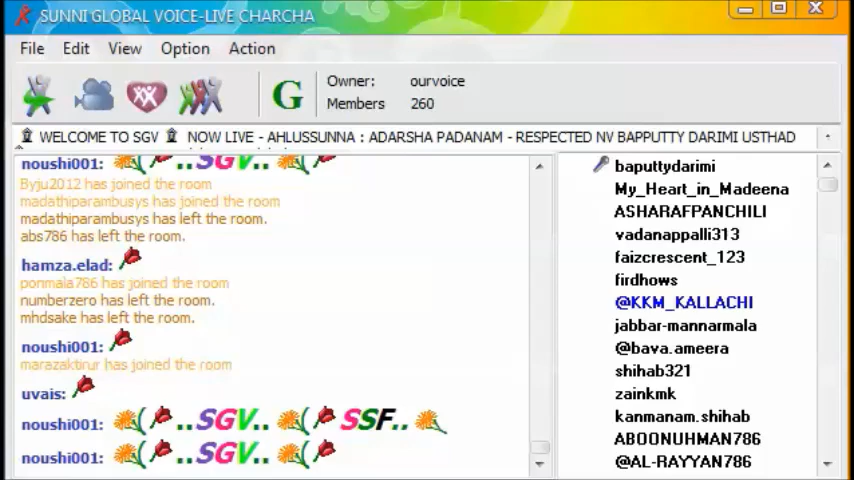 SUNNI GLOBAL VOICE-LIVE CHARCHA
File Edit View Option Action
G
Owner: ourvoice
Members 260
WELCOME TO SGV NOW LIVE - AHLUSSUNNA : ADARSHA PADANAM - RESPECTED NV BAPPUTTY DARIMI USTHAD
noushi001: (..SGV.. (
Byju2012 has joined the room
madathiparambusys has joined the room
madathiparambusys has left the room.
abs786 has left the room.
hamza.elad:
ponmala786 has joined the room
numberzero has left the room.
mhdsake has left the room.
noushi001:
marazaktirur has joined the room
uvais:
noushi001: (..SGV.. (SSF..
noushi001: (..SGV.. (
baputtydarimi
My_Heart_in_Madeena
ASHARAFPANCHILI
vadanappalli313
faizcrescent_123
firdhows
@KKM_KALLACHI
jabbar-mannarmala
@bava.ameera
shihab321
zainkmk
kanmanam.shihab
ABOONUHMAN786
@AL-RAYYAN786